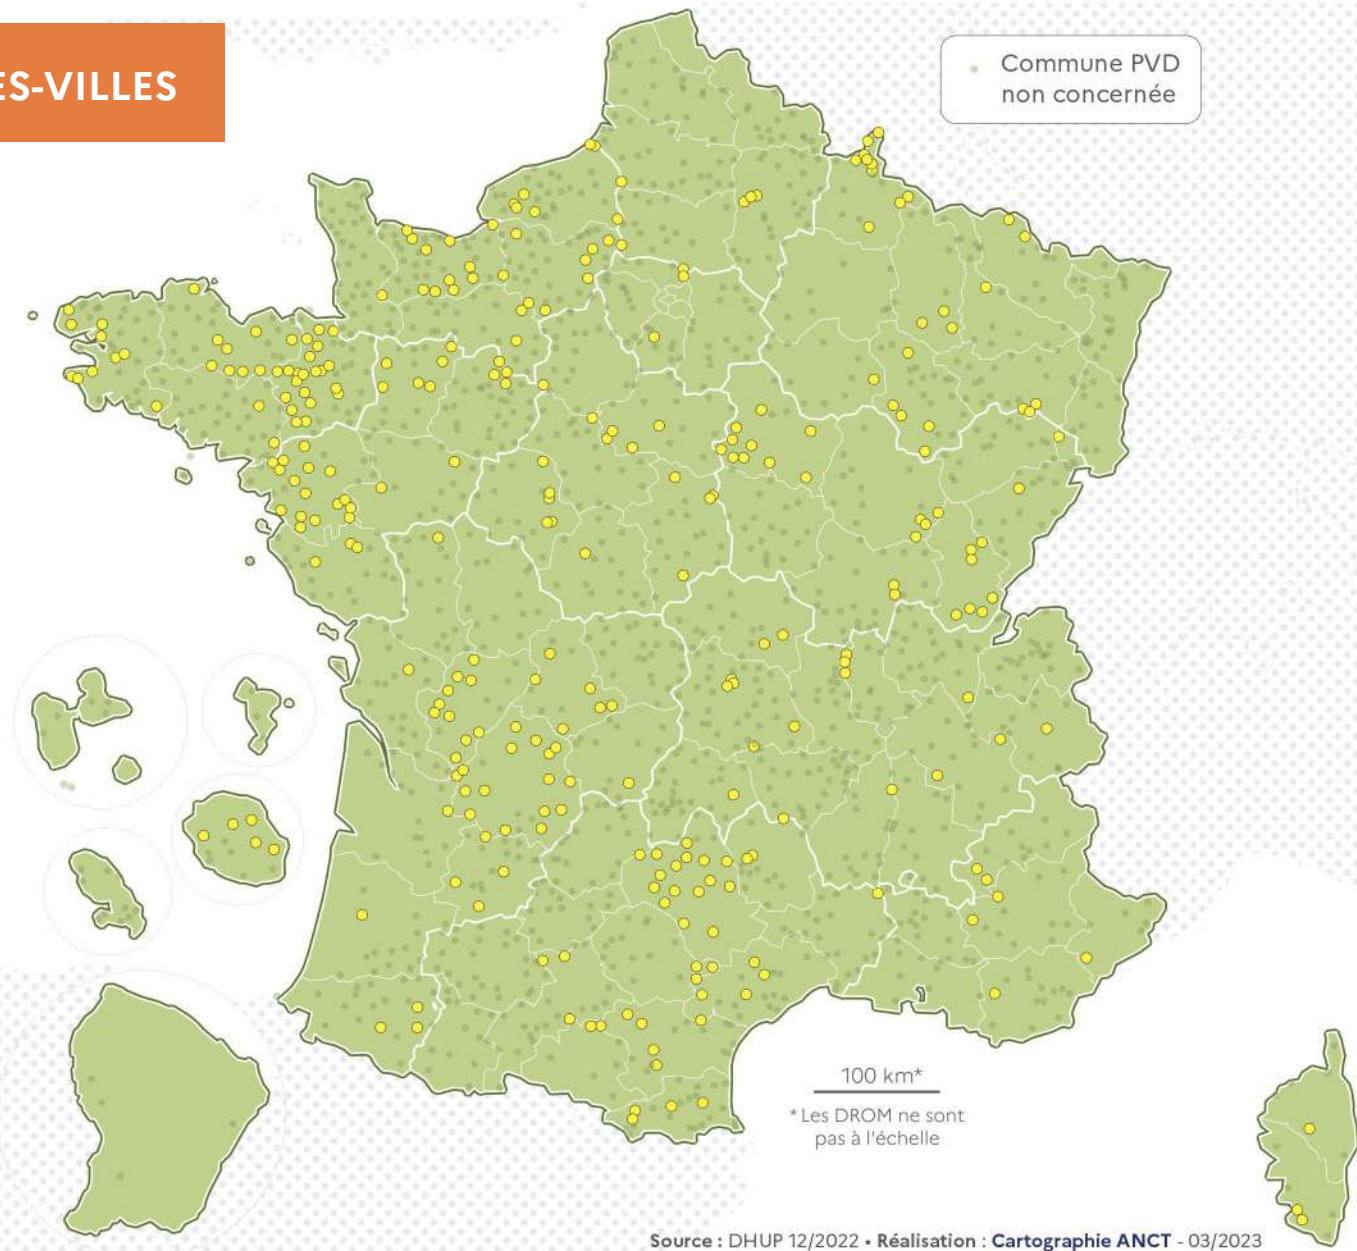 ES-VILLES
Commune PVD
non concernée
100 km*
*Les DROM ne sont
pas à l'échelle
Source : DHUP 12/2022 • Réalisation : Cartographie ANCT - 03/2023